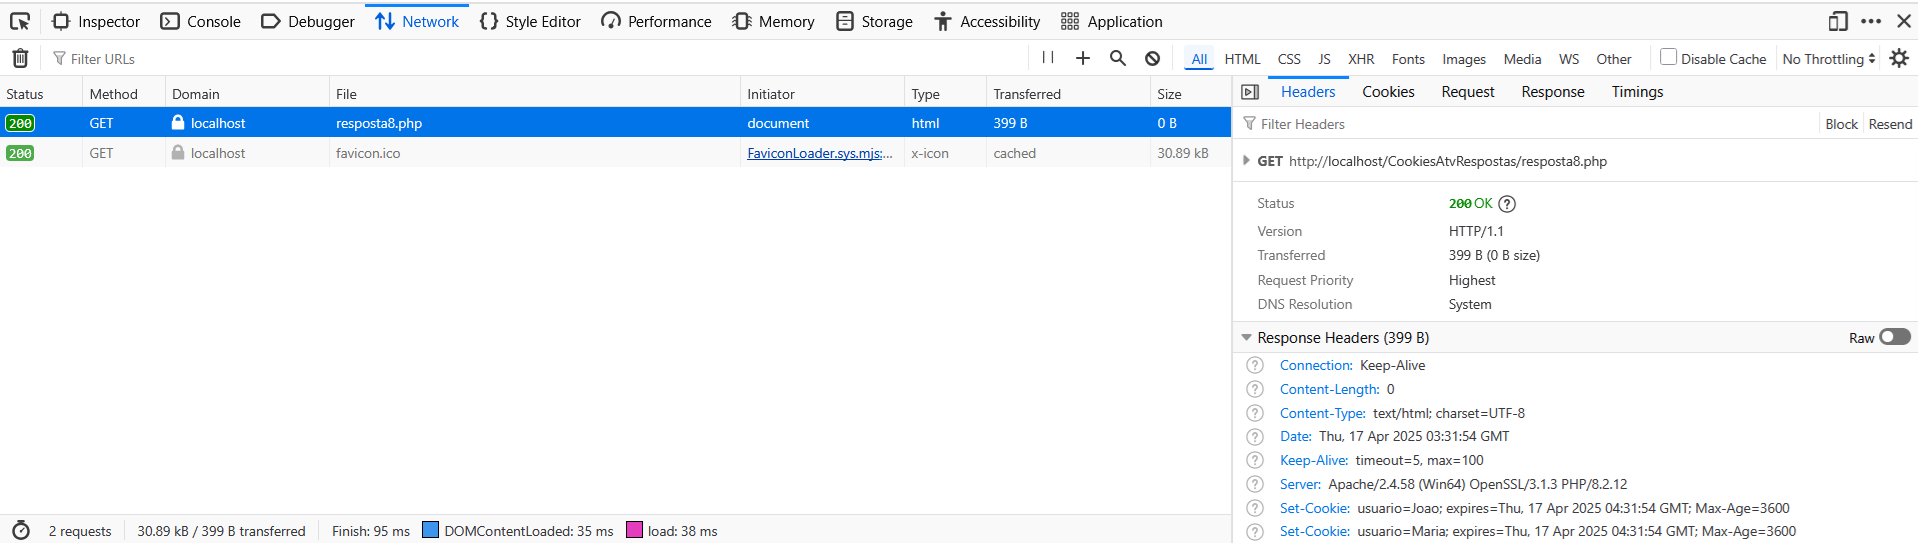 Inspector Console Debugger Network Style Editor Performance Memory Storage Accessibility Application
Filter URLs All HTML CSS JS XHR Fonts Images Media WS Other Disable Cache No Throttling
Status Method Domain File Initiator Type Transferred Size
200 GET localhost resposta8.php document html 399 B 0 B
200 GET localhost favicon.ico FaviconLoader.sys.mjs:... x-icon cached 30.89 kB
2 requests 30.89 kB / 399 B transferred Finish: 95 ms DOMContentLoaded: 35 ms load: 38 ms
Headers Cookies Request Response Timings
Filter Headers Block Resend
GET http://localhost/CookiesAtvRespostas/resposta8.php
Status 200 OK
Version HTTP/1.1
Transferred 399 B (0 B size)
Request Priority Highest
DNS Resolution System
Response Headers (399 B) Raw
Connection: Keep-Alive
Content-Length: 0
Content-Type: text/html; charset=UTF-8
Date: Thu, 17 Apr 2025 03:31:54 GMT
Keep-Alive: timeout=5, max=100
Server: Apache/2.4.58 (Win64) OpenSSL/3.1.3 PHP/8.2.12
Set-Cookie: usuario=Joao; expires=Thu, 17 Apr 2025 04:31:54 GMT; Max-Age=3600
Set-Cookie: usuario=Maria; expires=Thu, 17 Apr 2025 04:31:54 GMT; Max-Age=3600